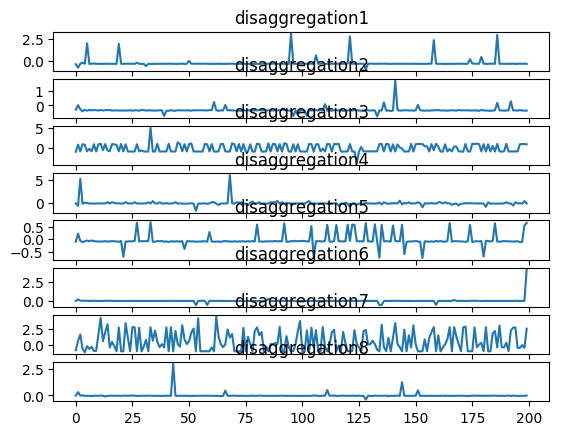 disaggregation1
2.5
0.0
disaggregation2
1
0
disaggregation3
5
0
disaggregation4
5
0
disaggregation5
0.5
0.0
−0.5
disaggregation6
2.5
0.0
disaggregation7
2.5
0.0
disaggregation8
2.5
0.0
0 25 50 75 100 125 150 175 200